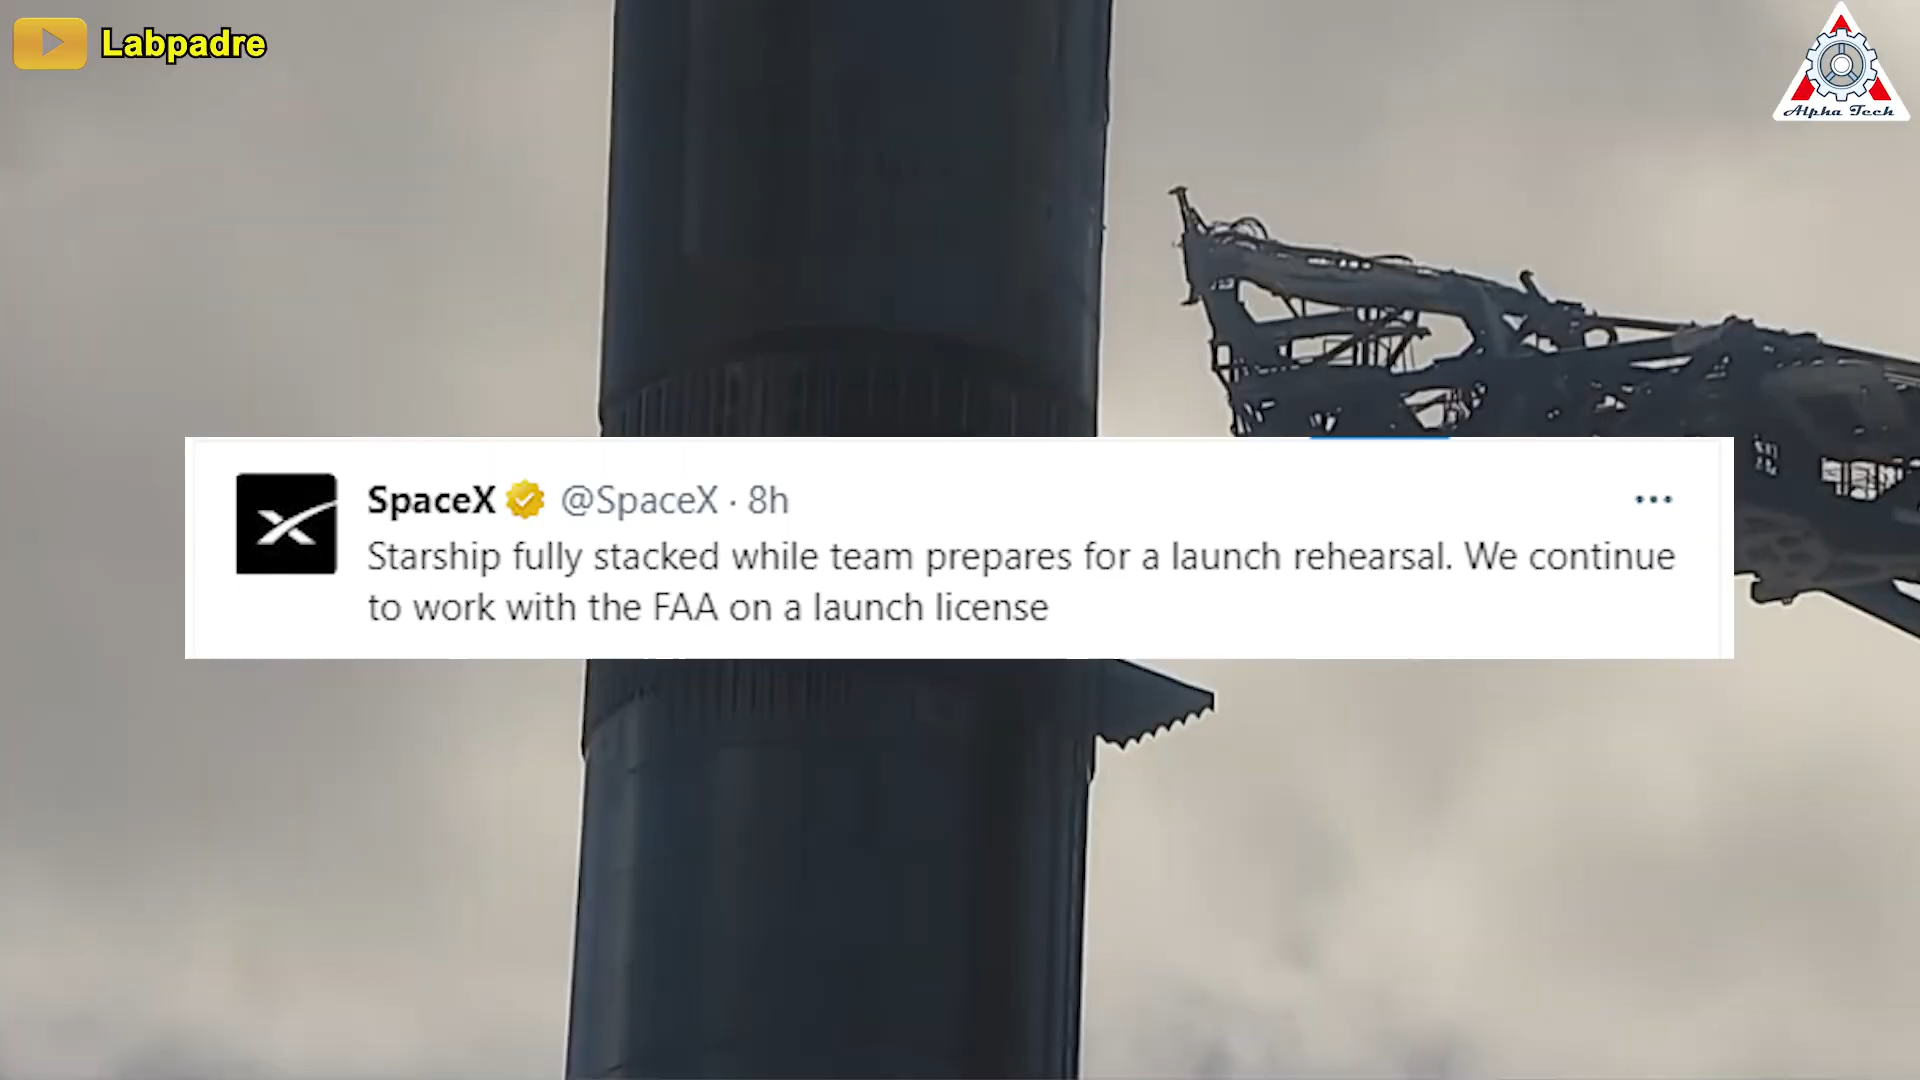 Labpadre
Alpha Tech
SpaceX @SpaceX · 8h
Starship fully stacked while team prepares for a launch rehearsal. We continue
to work with the FAA on a launch license